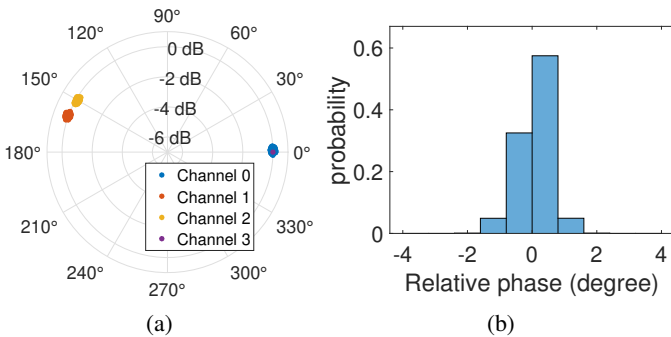 90°
120°
60°
0 dB
150°
-2 dB
30°
-4 dB
-6 dB
180°
0°
Channel 0
Channel 1
Channel 2
Channel 3
210°
330°
240°
300°
270°
(a)
probability
0.6
0.4
0.2
0
-4
-2
0
2
4
Relative phase (degree)
(b)